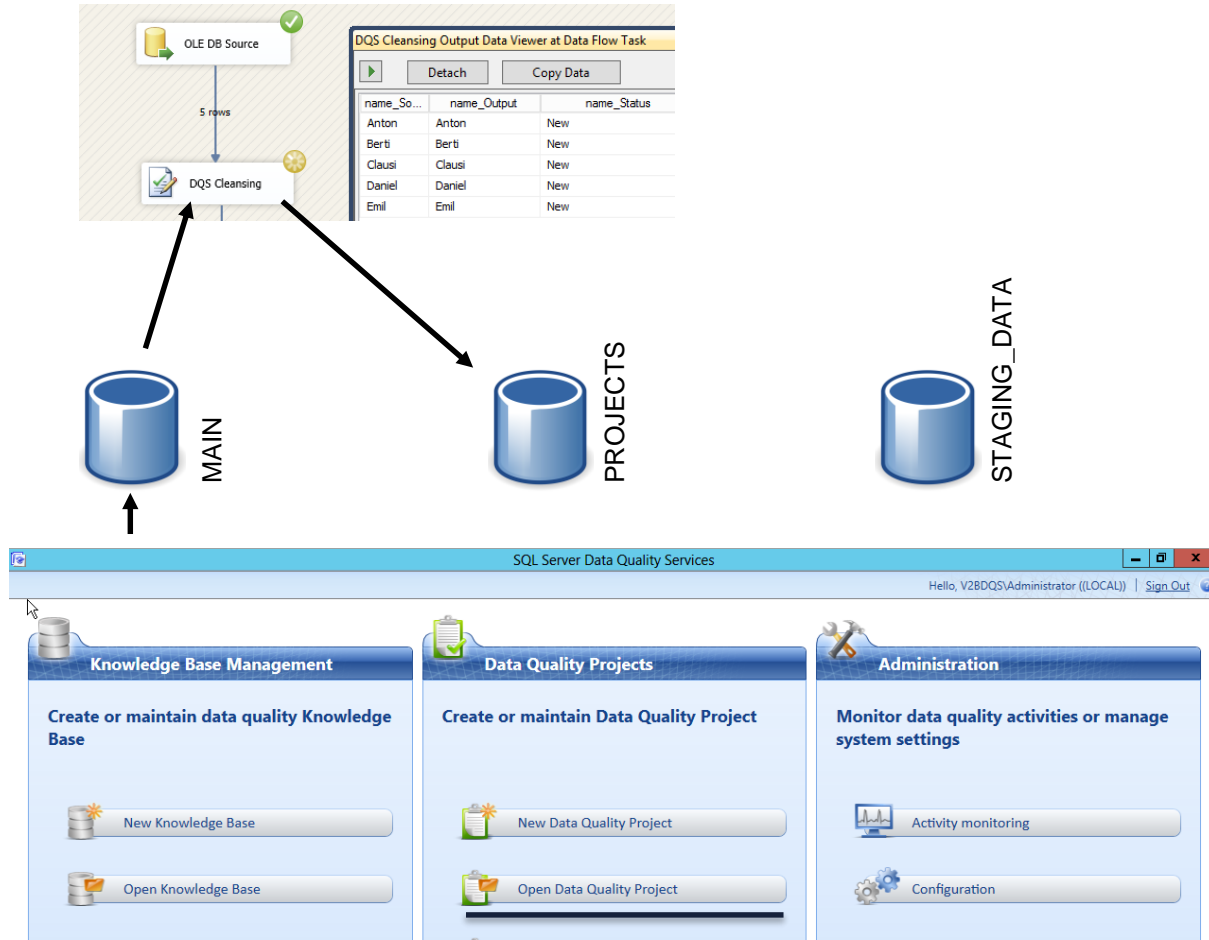 OLE DB Source
5 rows
DQS Cleansing
DQS Cleansing Output Data Viewer at Data Flow Task
Detach Copy Data
name_So... name_Output name_Status
Anton Anton New
Berti Berti New
Clausi Clausi New
Daniel Daniel New
Emil Emil New
MAIN
PROJECTS
STAGING_DATA
SQL Server Data Quality Services
Hello, V2BDQS\Administrator ((LOCAL)) | Sign Out
Knowledge Base Management
Create or maintain data quality Knowledge
Base
New Knowledge Base
Open Knowledge Base
Data Quality Projects
Create or maintain Data Quality Project
New Data Quality Project
Open Data Quality Project
Administration
Monitor data quality activities or manage
system settings
Activity monitoring
Configuration